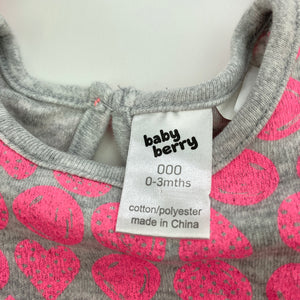 baby
berry
000
0-3mths
cotton/polyester
made in China